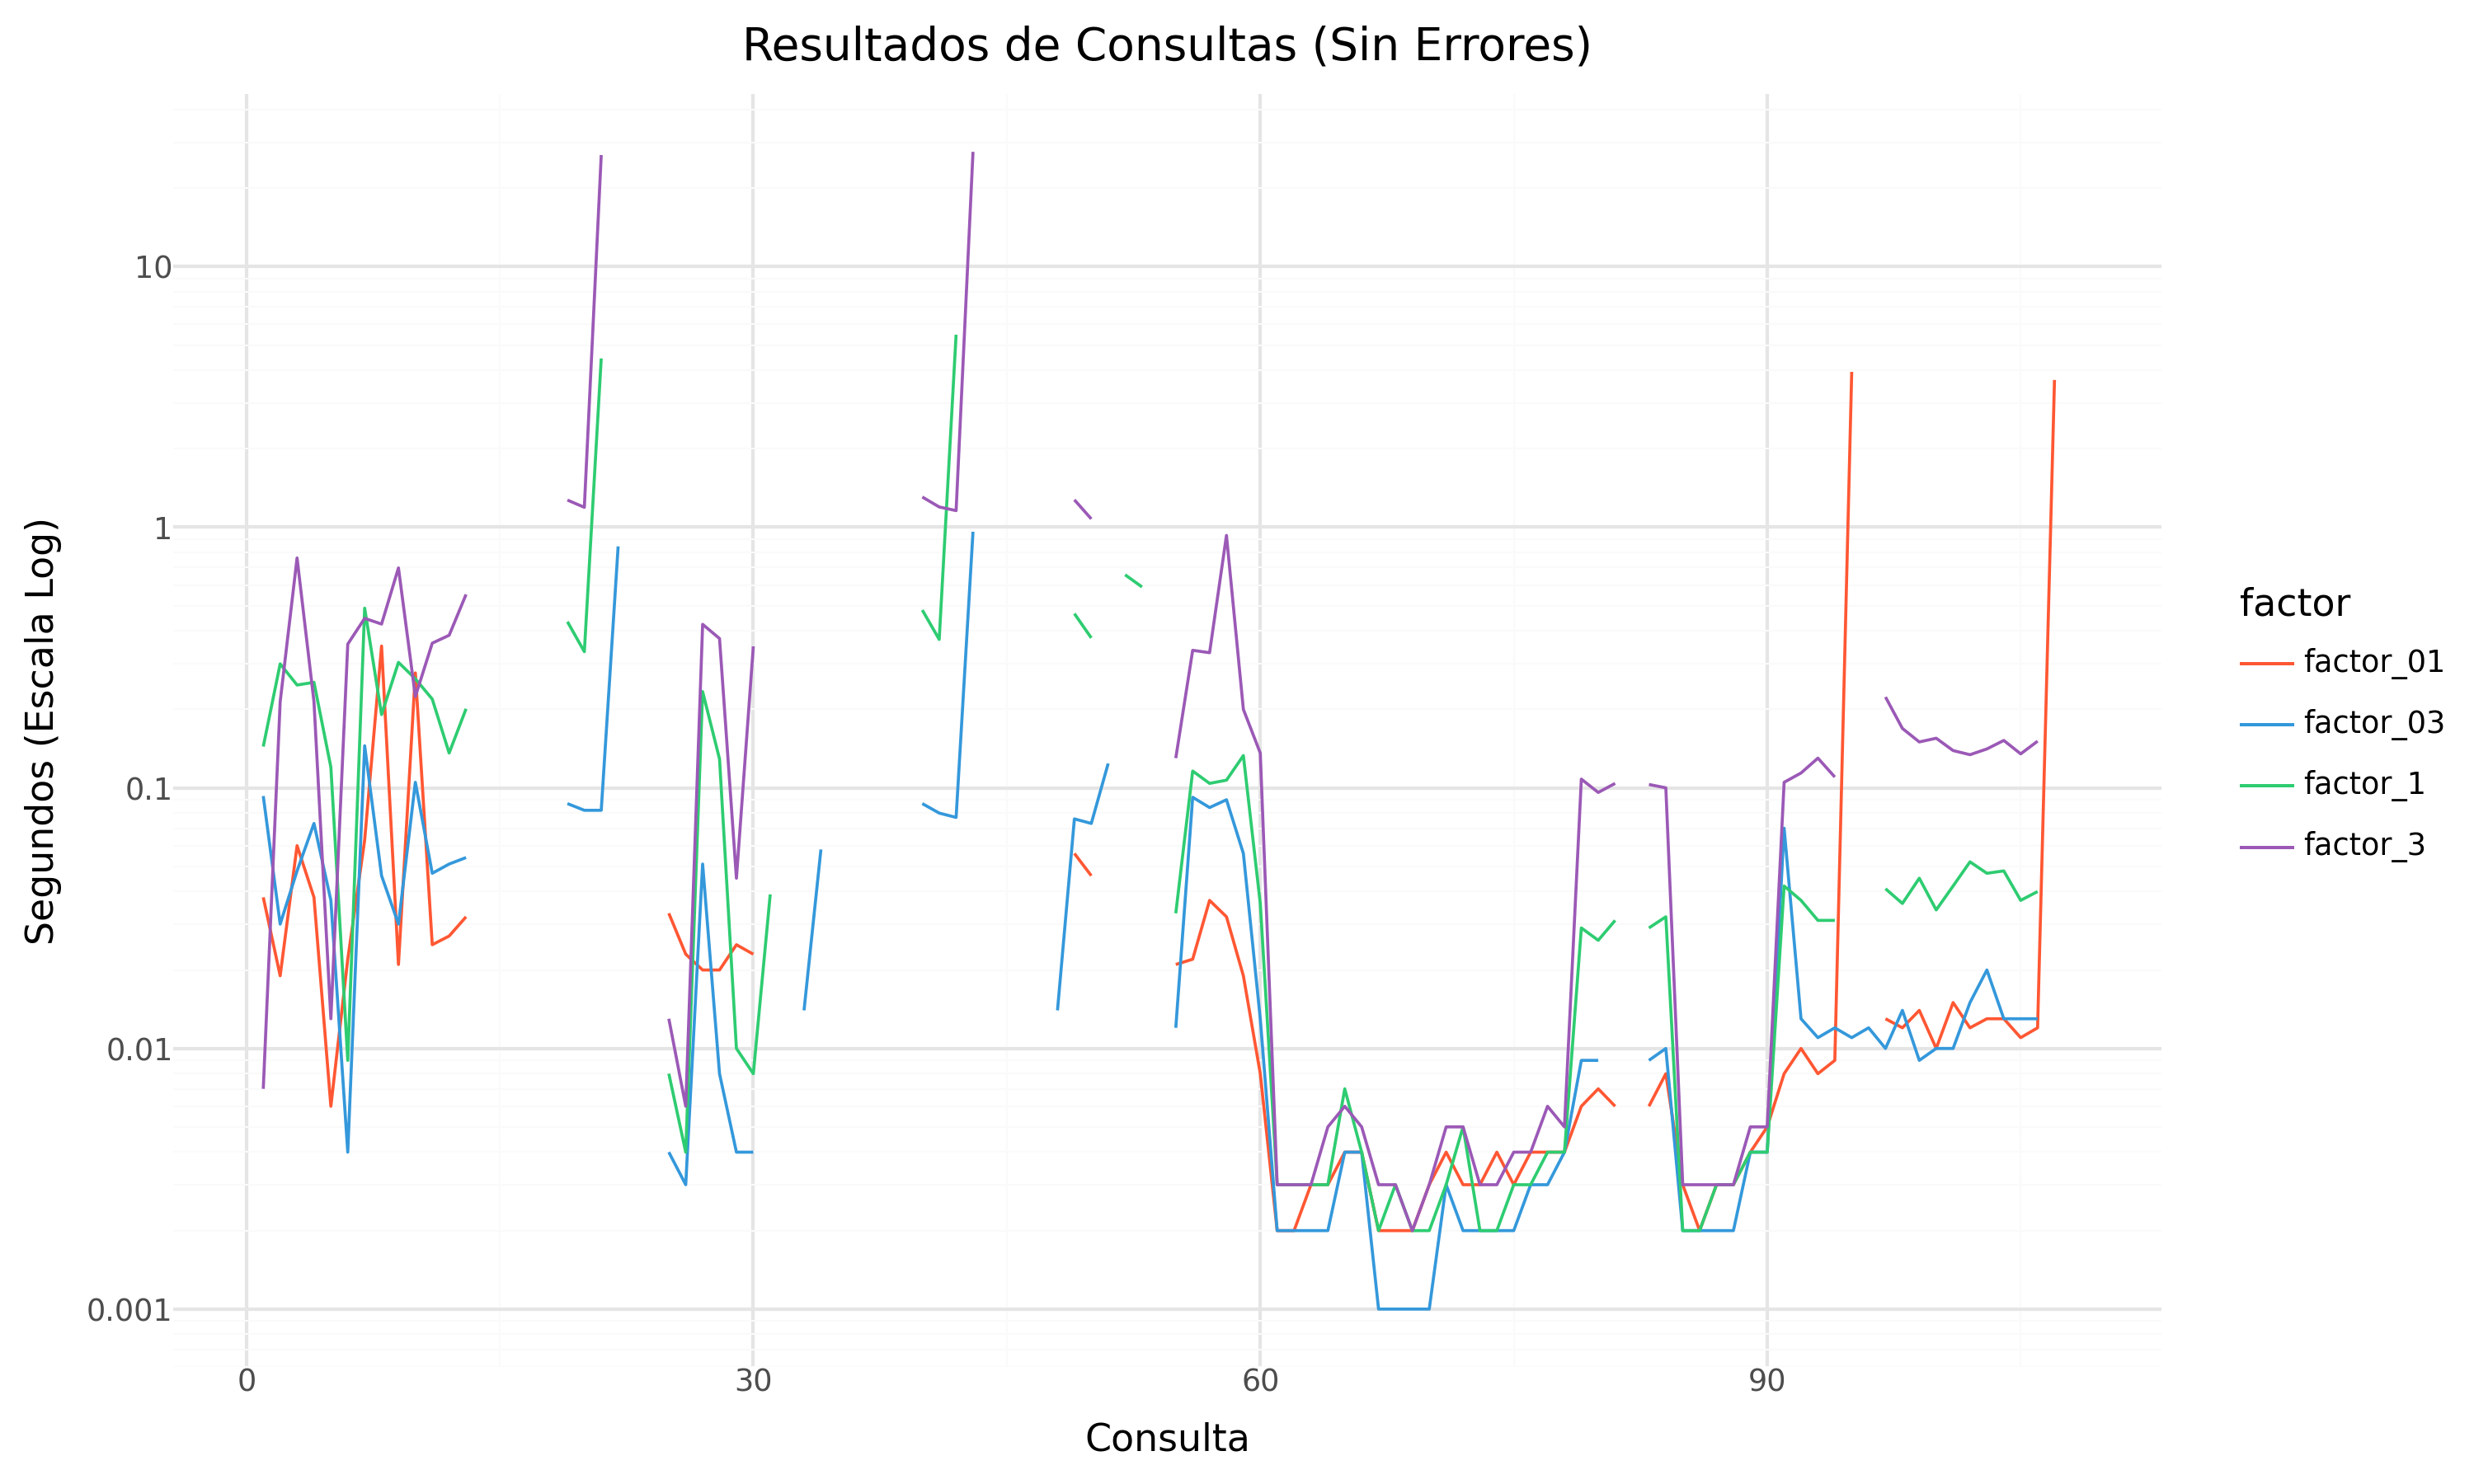 Resultados de Consultas (Sin Errores)
Segundos (Escala Log)
10
1
0.1
0.01
0.001
0
30
60
90
Consulta
factor
factor_01
factor_03
factor_1
factor_3